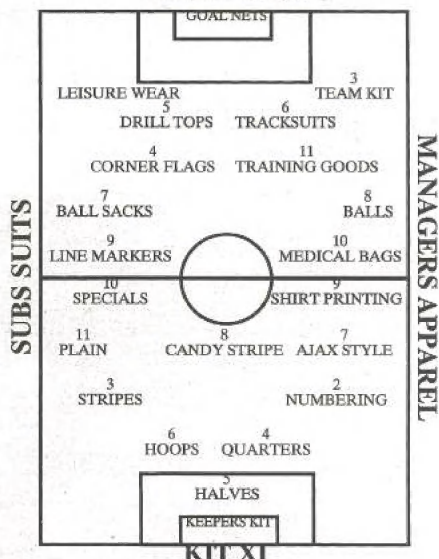 GOAL NETS
3
LEISURE WEAR TEAM KIT
5 6
DRILL TOPS TRACKSUITS
4 11
CORNER FLAGS TRAINING GOODS
7 8
BALL SACKS BALLS
9 10
LINE MARKERS MEDICAL BAGS
SUBS SUITS
MANAGERS APPAREL
10 9
SPECIALS SHIRT PRINTING
11 8 7
PLAIN CANDY STRIPE AJAX STYLE
3 2
STRIPES NUMBERING
6 4
HOOPS QUARTERS
5
HALVES
KEEPERS KIT
KIT XI